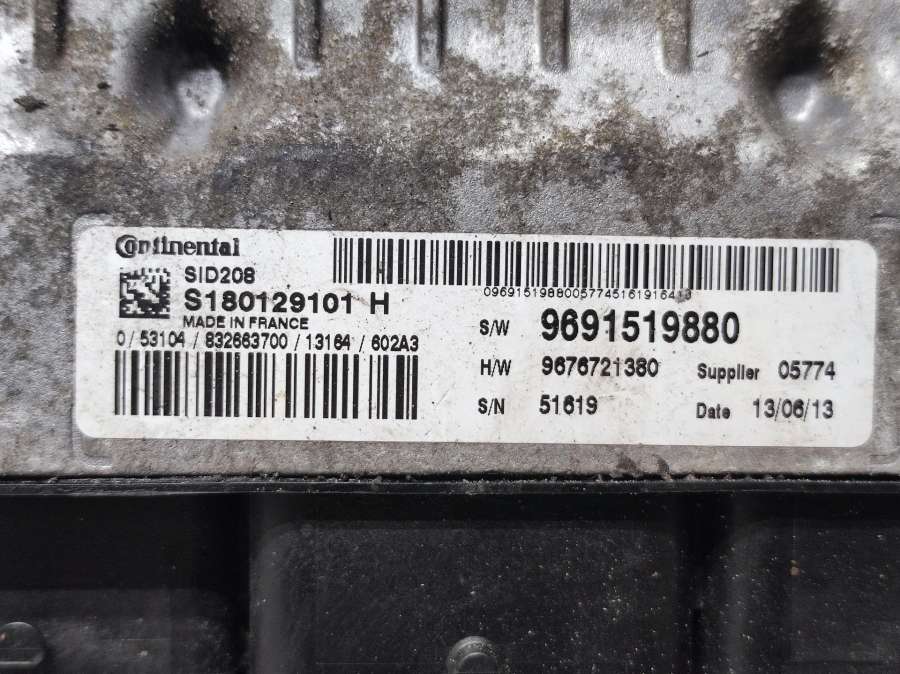 Continental
SID208
S180129101 H
MADE IN FRANCE
0 / 53104 / 832663700 / 13164 / 602A3
S/W 9691519880
H/W 9676721380 Supplier 05774
S/N 51619 Date 13/06/13